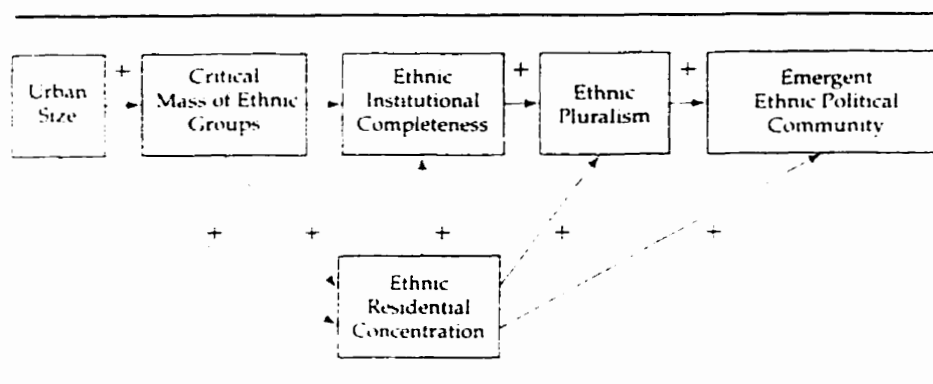 Urban
Size
+
Critical
Mass of Ethnic
Groups
Ethnic
Institutional
Completeness
+
Ethnic
Pluralism
+
Emergent
Ethnic Political
Community
+ + + + +
Ethnic
Residential
Concentration